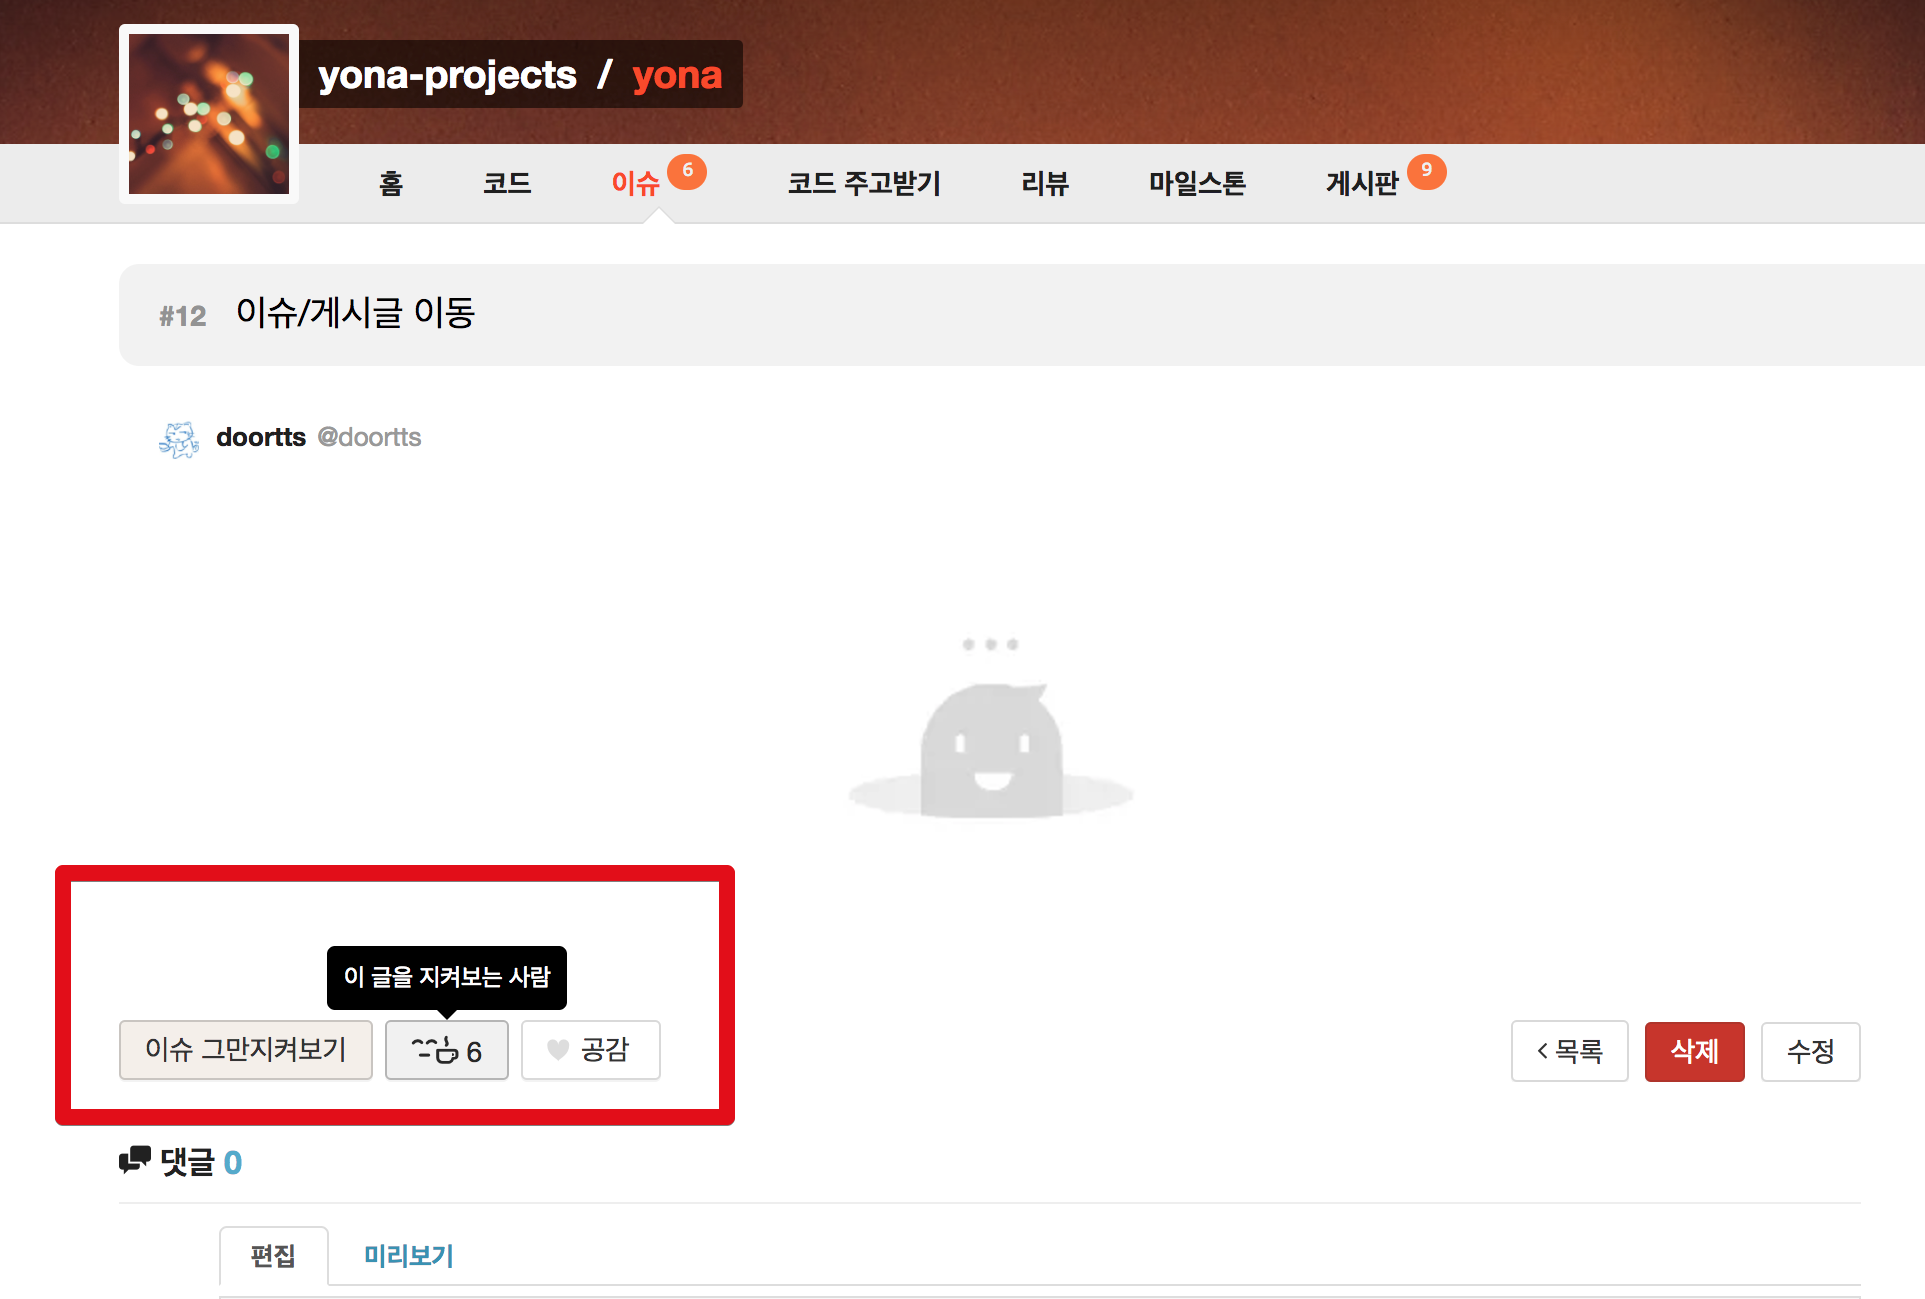 yona-projects / yona
홈 코드 이슈 6 코드 주고받기 리뷰 마일스톤 게시판 9
#12 이슈/게시글 이동
doortts @doortts
이 글을 지켜보는 사람
이슈 그만지켜보기 6 공감 목록 삭제 수정
댓글 0
편집 미리보기